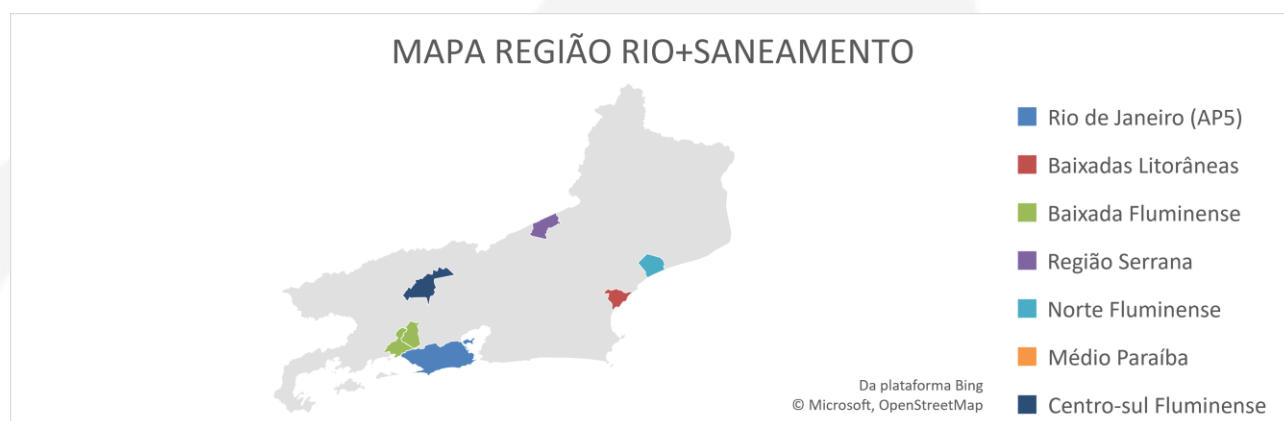 MAPA REGIÃO RIO+SANEAMENTO
Rio de Janeiro (AP5)
Baixadas Litorâneas
Baixada Fluminense
Região Serrana
Norte Fluminense
Médio Paraíba
Centro-sul Fluminense
Da plataforma Bing
© Microsoft, OpenStreetMap